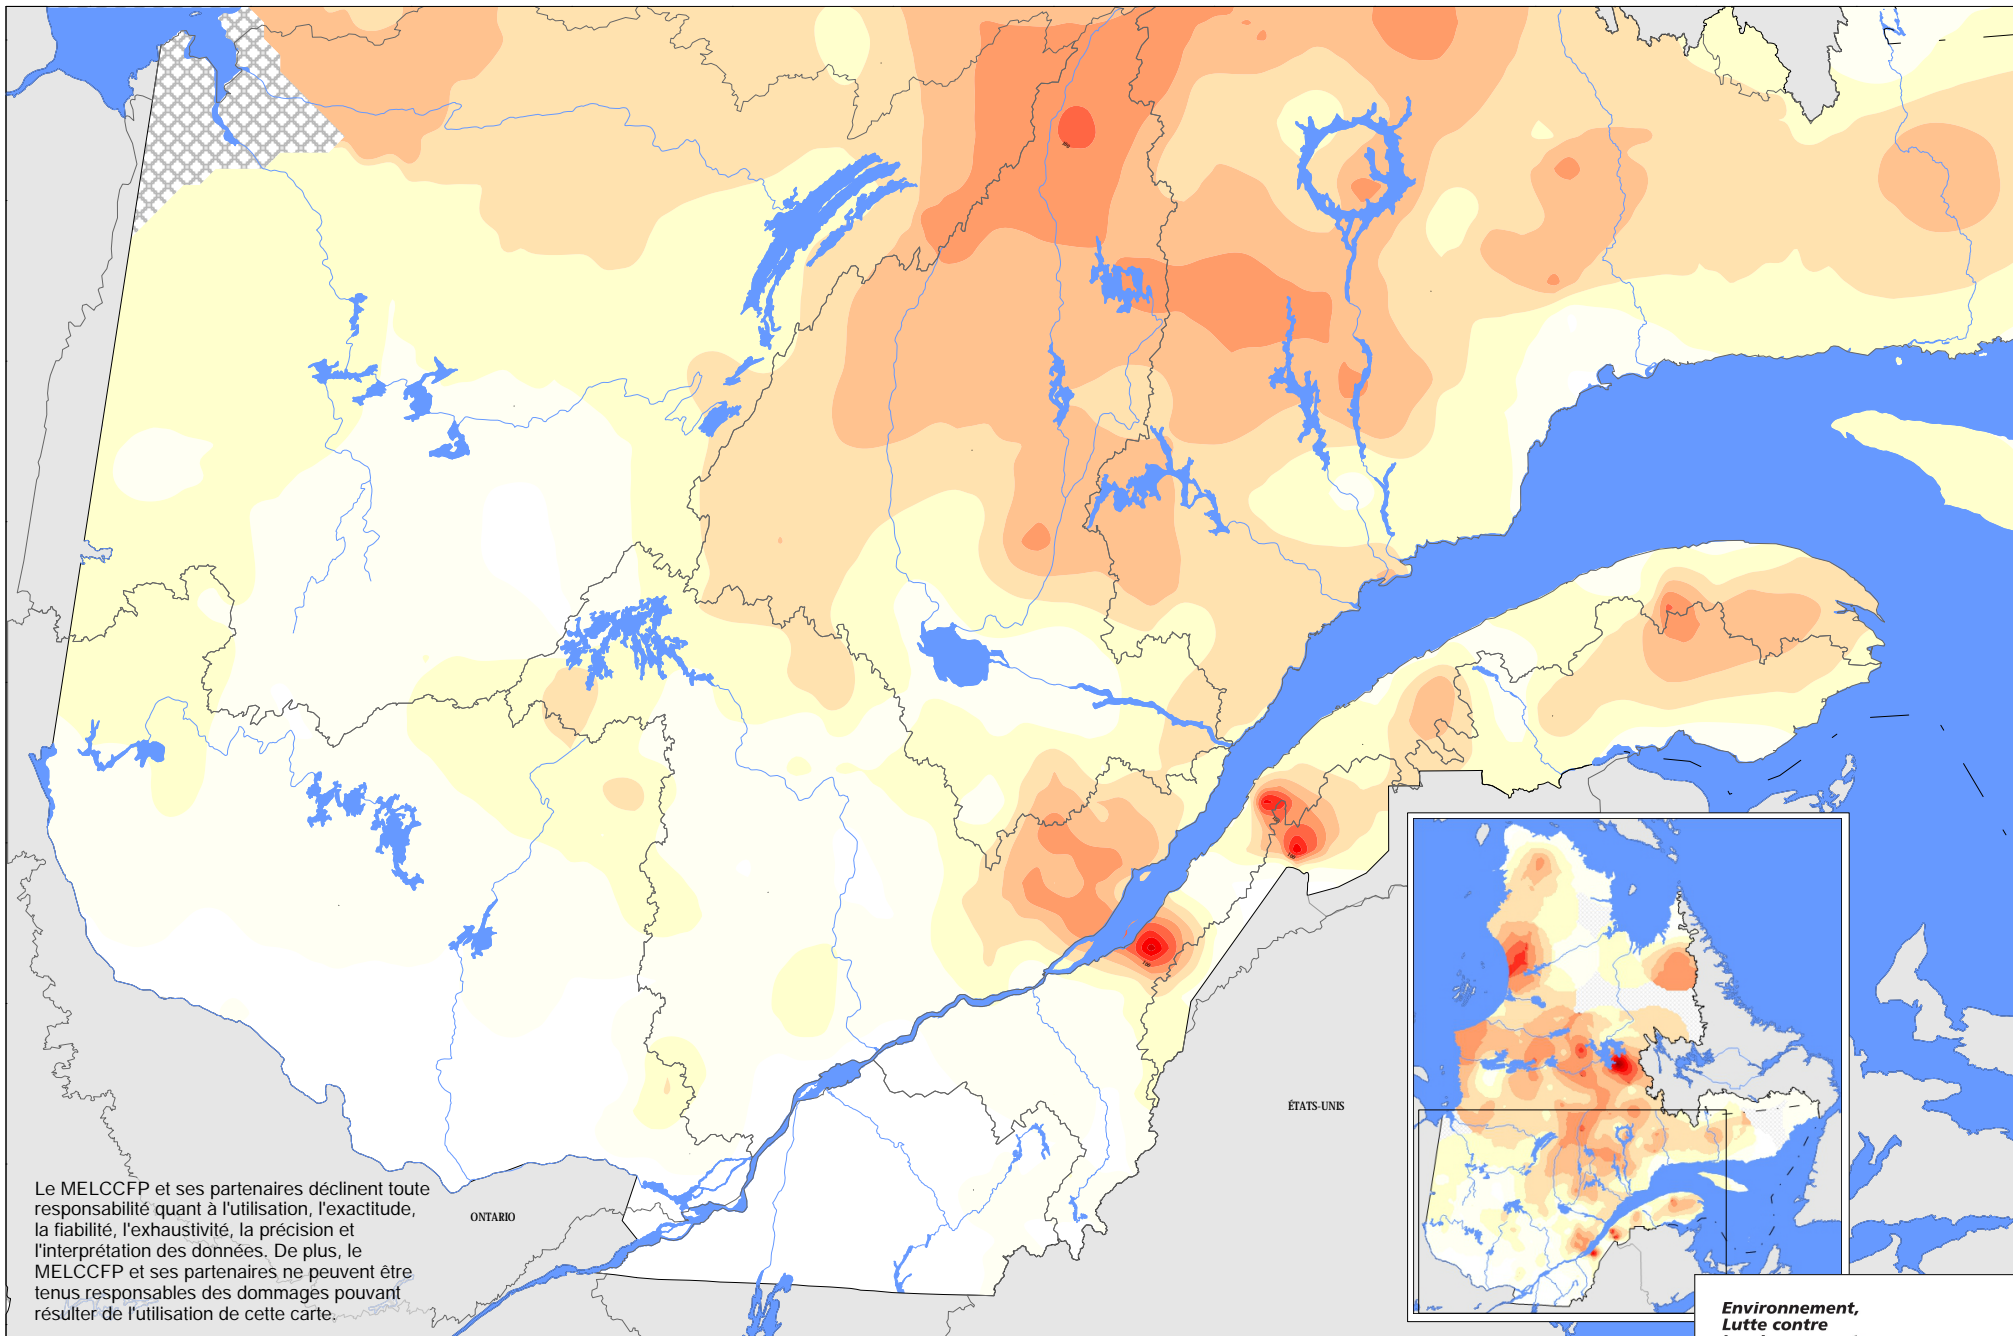 ÉTATS-UNIS
Le MELCCFP et ses partenaires déclinent toute
responsabilité quant à l'utilisation, l'exactitude,
la fiabilité, l'exhaustivité, la précision et
l'interprétation des données. De plus, le
MELCCFP et ses partenaires ne peuvent être
tenus responsables des dommages pouvant
résulter de l'utilisation de cette carte.
ONTARIO
Environnement,
Lutte contre